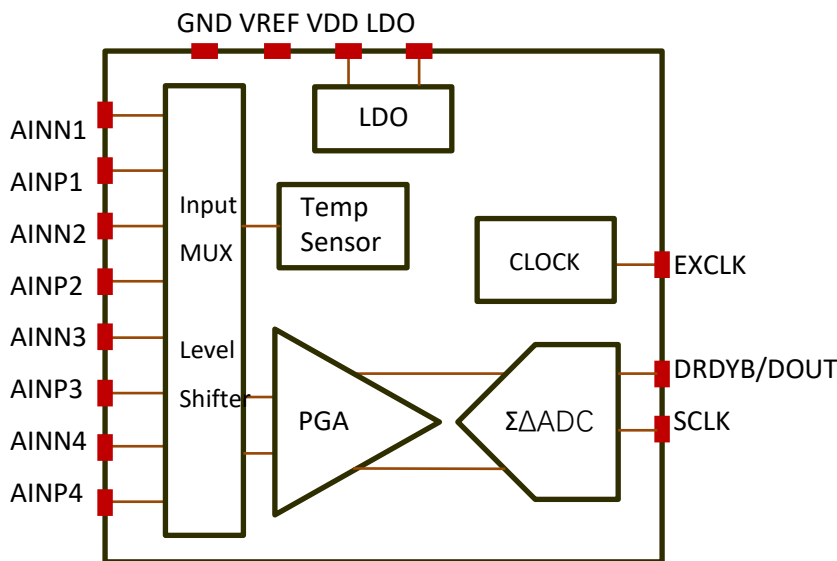 GND VREF VDD LDO
LDO
AINN1
AINP1
AINN2
AINP2
AINN3
AINP3
AINN4
AINP4
Input
MUX
Level
Shifter
Temp
Sensor
CLOCK
EXCLK
PGA
ΣΔADC
DRDYB/DOUT
SCLK